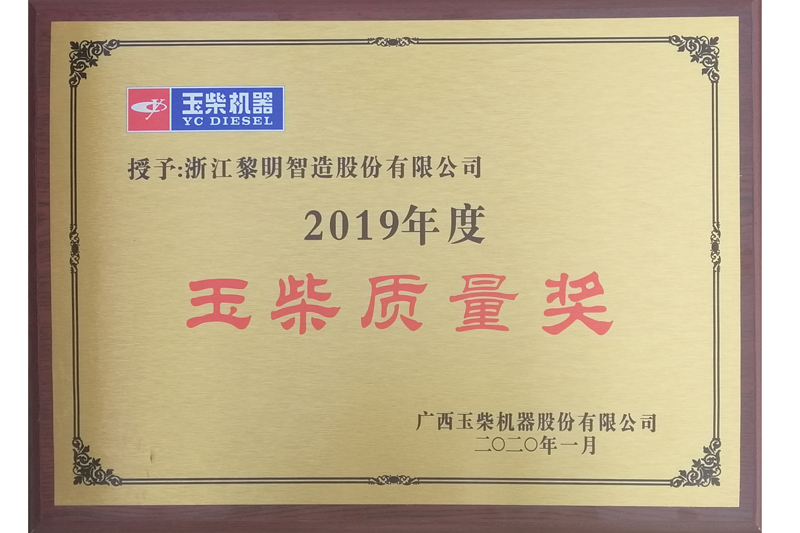 玉柴机器
YC DIESEL
授予:浙江黎明智造股份有限公司
2019年度
玉柴质量奖
广西玉柴机器股份有限公司
二〇二〇年一月